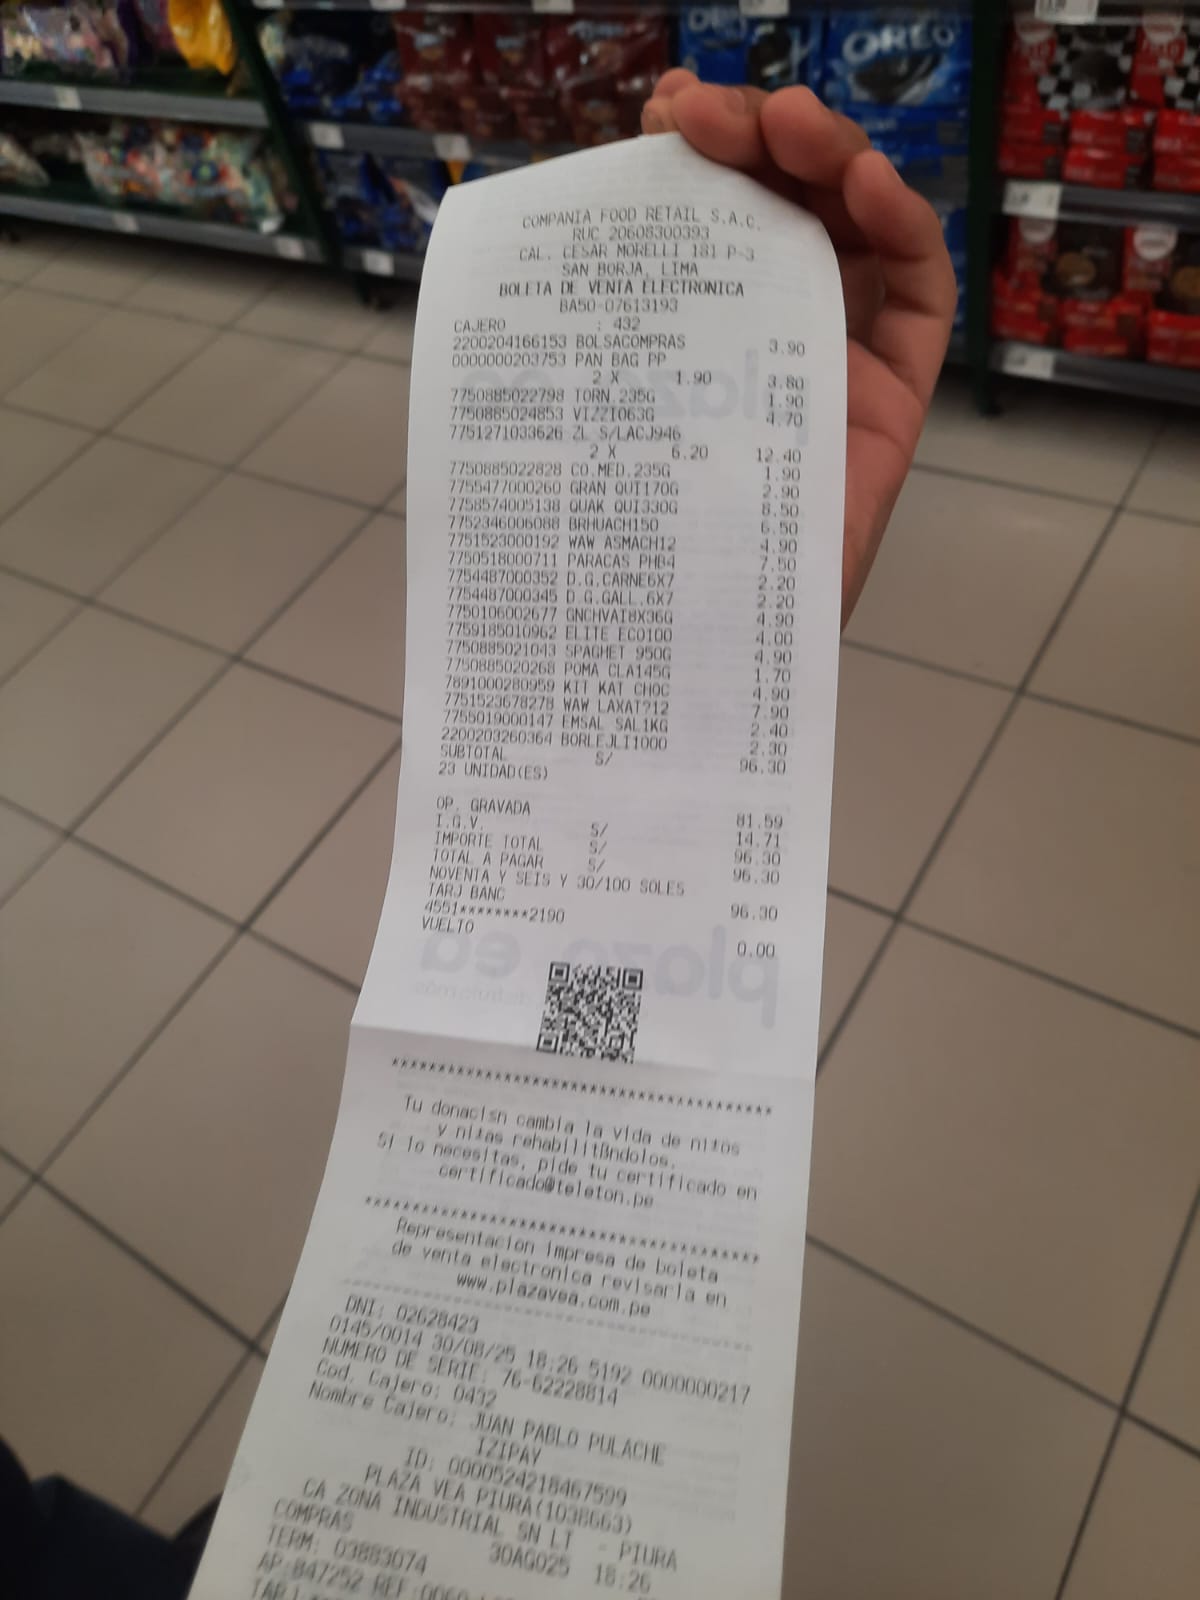 OREO
OREO
COMPANIA FOOD RETAIL S.A.C.
RUC 20608300393
CAL. CESAR MORELLI 181 P-3
SAN BORJA, LIMA
BOLETA DE VENTA ELECTRONICA
BA50-07613193
CAJERO : 432
2200204166153 BOLSACOMPRAS 3.90
0000000203753 PAN BAG PP
2 X 1.90 3.80
7750885022798 TORN.235G 1.90
7750885024853 VIZZIO63G 4.70
7751271033626 ZL S/LACJ946
2 X 6.20 12.40
7750885022828 CO.MED.235G 1.90
7755477000260 GRAN QUI170G 2.90
7758574005138 QUAK QUI330G 8.50
7752346006088 BRHUACH150 6.50
7751523000192 WAW ASMACH12 4.90
7750518000711 PARACAS PHB4 7.50
7754487000352 D.G.CARNE6X7 2.20
7754487000345 D.G.GALL.6X7 2.20
7750106002677 GNCHVAI8X36G 4.90
7759185010962 ELITE ECO100 4.00
7750885021043 SPAGHET 950G 4.90
7750885020268 POMA CLA145G 1.70
7891000280959 KIT KAT CHOC 4.90
7751523678278 WAW LAXAT?12 7.90
7755019000147 EMSAL SAL1KG 2.40
2200203260364 BORLEJLI1000 2.30
SUBTOTAL S/ 96.30
23 UNIDAD(ES)
OP. GRAVADA 81.59
I.G.V. S/ 14.71
IMPORTE TOTAL S/ 96.30
TOTAL A PAGAR S/ 96.30
NOVENTA Y SEIS Y 30/100 SOLES
TARJ BANC 96.30
4551********2190
VUELTO 0.00
plaza vea
****************************************
Tu donacisn cambia la vida de ni±os
y ni±as rehabilitßndolos.
Si lo necesitas, pide tu certificado en
certificado@teleton.pe
****************************************
Representacion impresa de boleta
de venta electronica revisarla en
www.plazavea.com.pe
----------------------------------------
DNI: 02628423
0145/0014 30/08/25 18:26 5192 0000000217
NUMERO DE SERIE: 76-62228814
Cod. Cajero: 0432
Nombre Cajero: JUAN PABLO PULACHE
IZIPAY
ID: 0000524218467599
PLAZA VEA PIURA(1038663)
CA ZONA INDUSTRIAL SN LT - PIURA
COMPRAS 30AGO25 18:26
TERM: 03883074
AP:847252